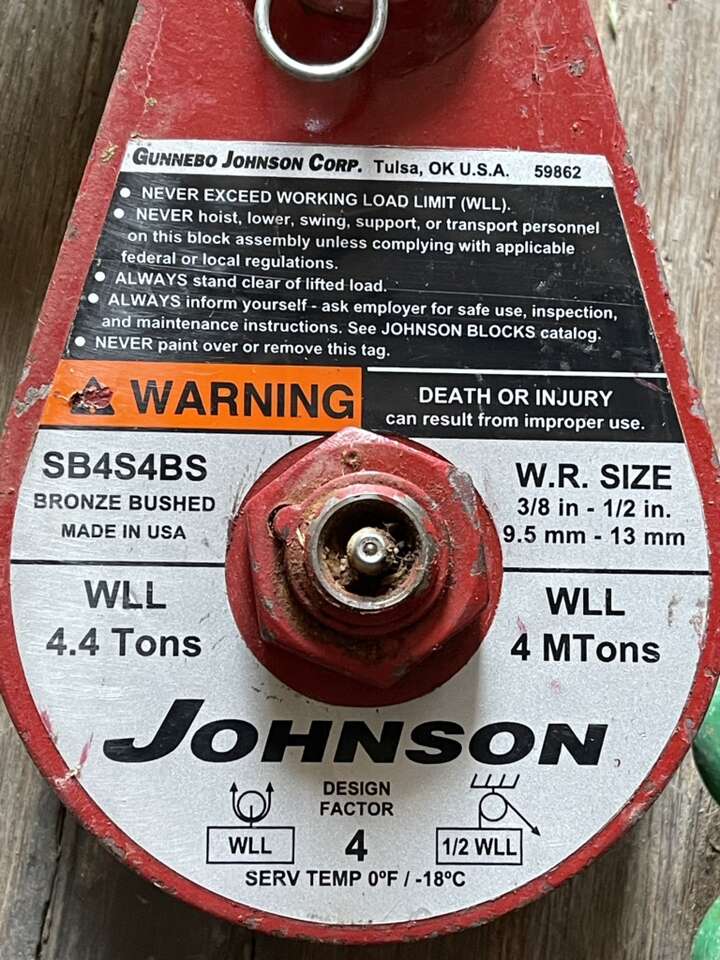 GUNNEBO JOHNSON CORP. Tulsa, OK U.S.A. 59862
• NEVER EXCEED WORKING LOAD LIMIT (WLL).
• NEVER hoist, lower, swing, support, or transport personnel
on this block assembly unless complying with applicable
federal or local regulations.
• ALWAYS stand clear of lifted load.
• ALWAYS inform yourself - ask employer for safe use, inspection,
and maintenance instructions. See JOHNSON BLOCKS catalog.
• NEVER paint over or remove this tag.
WARNING
DEATH OR INJURY
can result from improper use.
SB4S4BS
BRONZE BUSHED
MADE IN USA
W.R. SIZE
3/8 in - 1/2 in.
9.5 mm - 13 mm
WLL
4.4 Tons
WLL
4 MTons
JOHNSON
WLL
DESIGN
FACTOR
4
1/2 WLL
SERV TEMP 0ºF / -18ºC